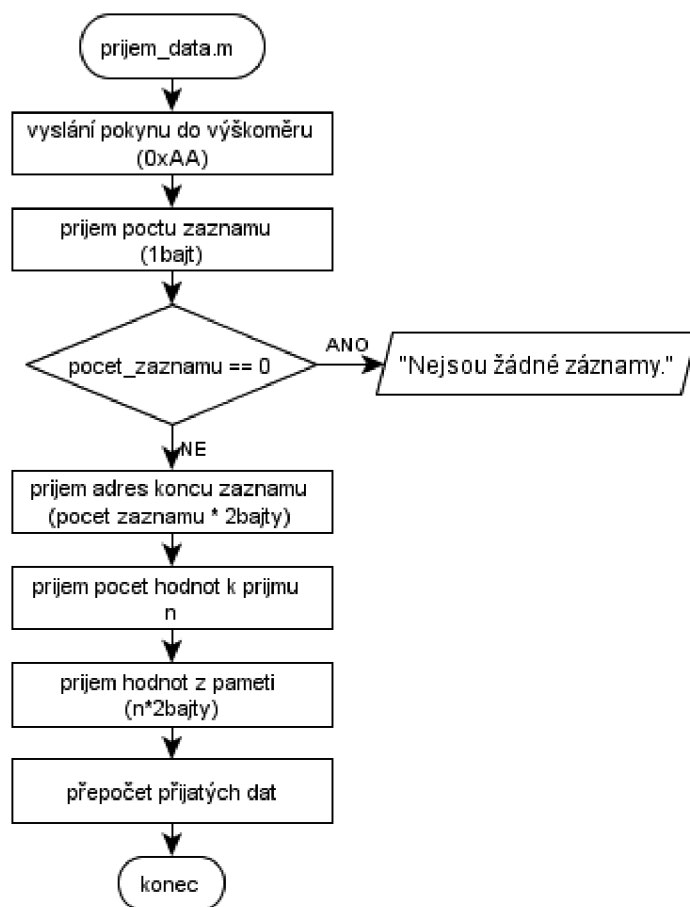 prijem_data.m
vyslání pokynu do výškoměru
(0xAA)
prijem poctu zaznamu
(1bajt)
pocet_zaznamu == 0
ANO
"Nejsou žádné záznamy."
NE
prijem adres koncu zaznamu
(pocet zaznamu * 2bajty)
prijem pocet hodnot k prijmu
n
prijem hodnot z pameti
(n*2bajty)
přepočet přijatých dat
konec